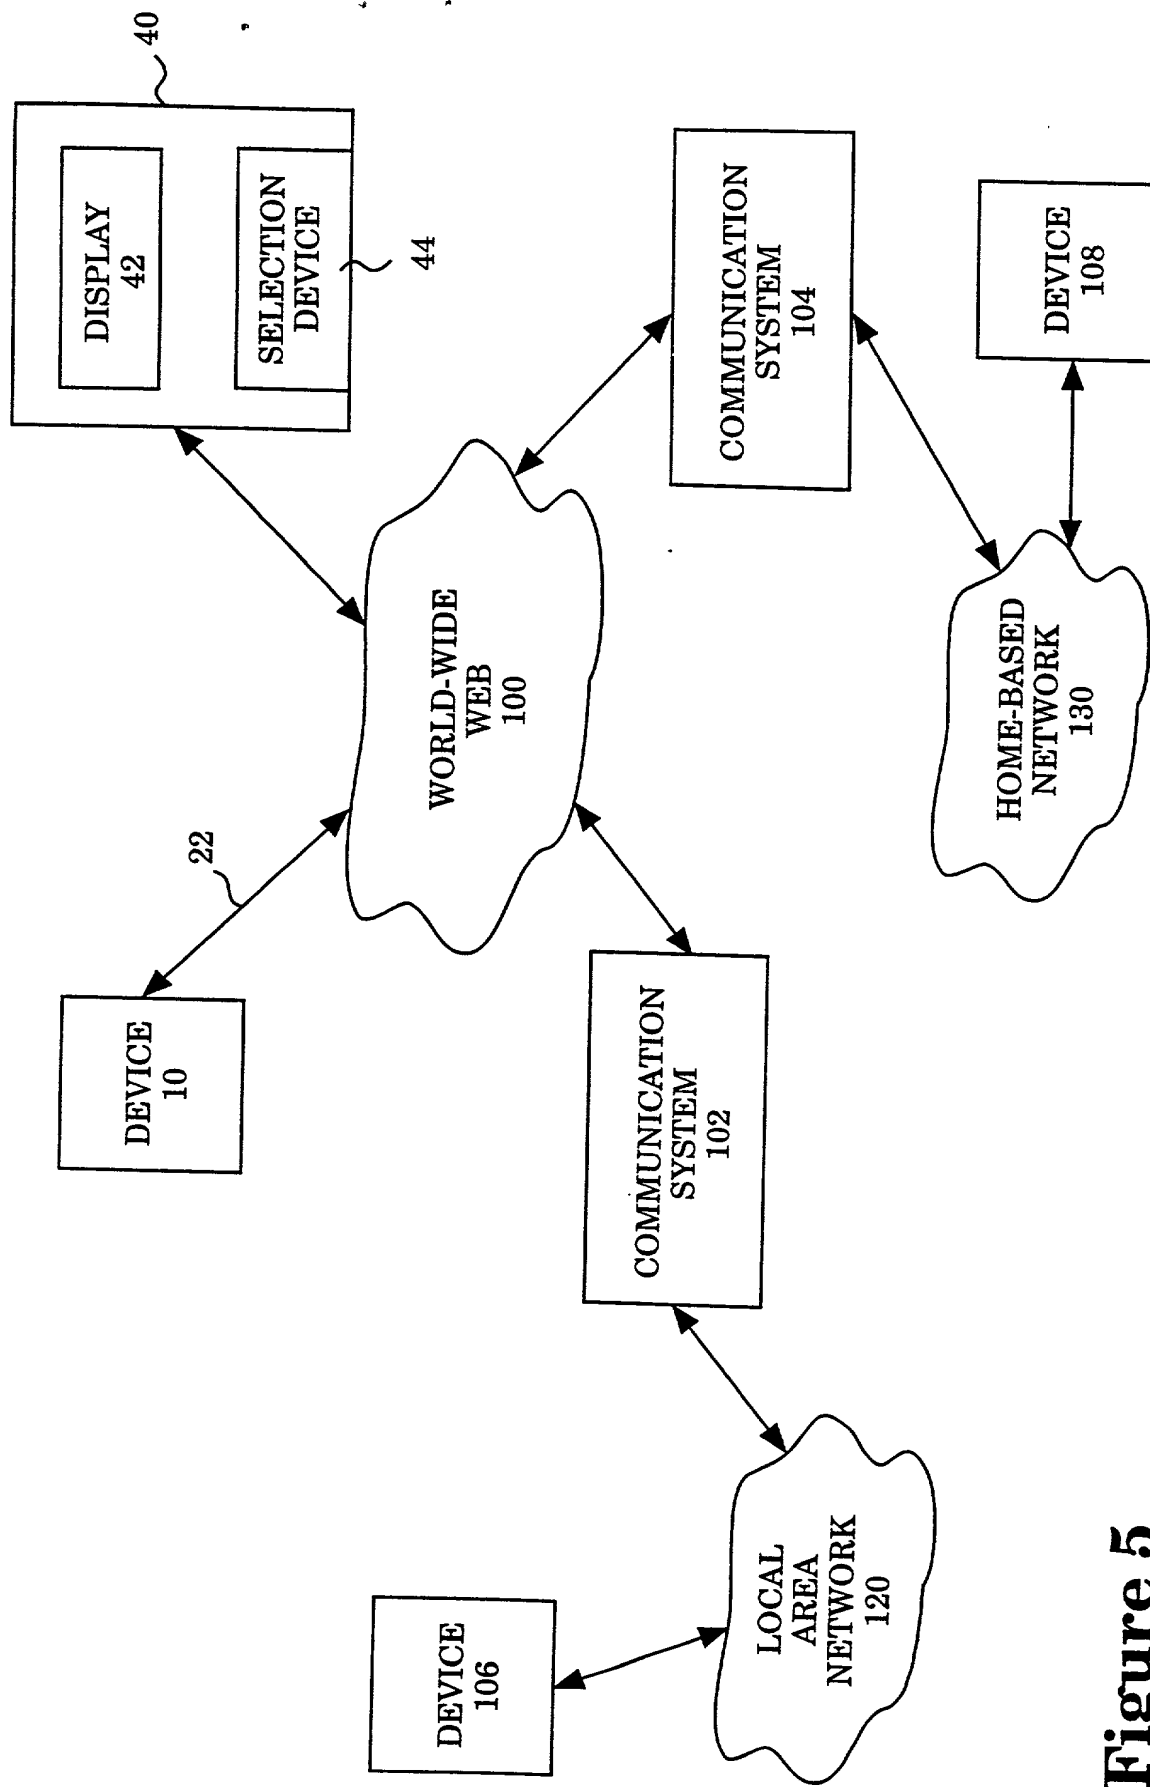 40
DISPLAY
42
SELECTION
DEVICE
44
22
DEVICE
10
WORLD-WIDE
WEB
100
COMMUNICATION
SYSTEM
104
COMMUNICATION
SYSTEM
102
DEVICE
108
HOME-BASED
NETWORK
130
DEVICE
106
LOCAL
AREA
NETWORK
120
Figure 5